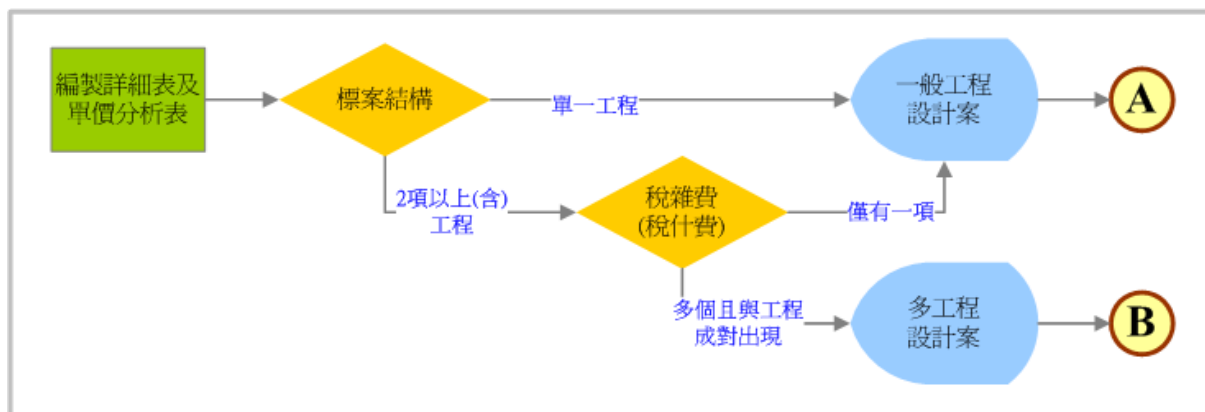 編製詳細表及
單價分析表
標案結構
單一工程
一般工程
設計案
A
2項以上(含)
工程
稅雜費
(稅什費)
僅有一項
多個且與工程
成對出現
多工程
設計案
B